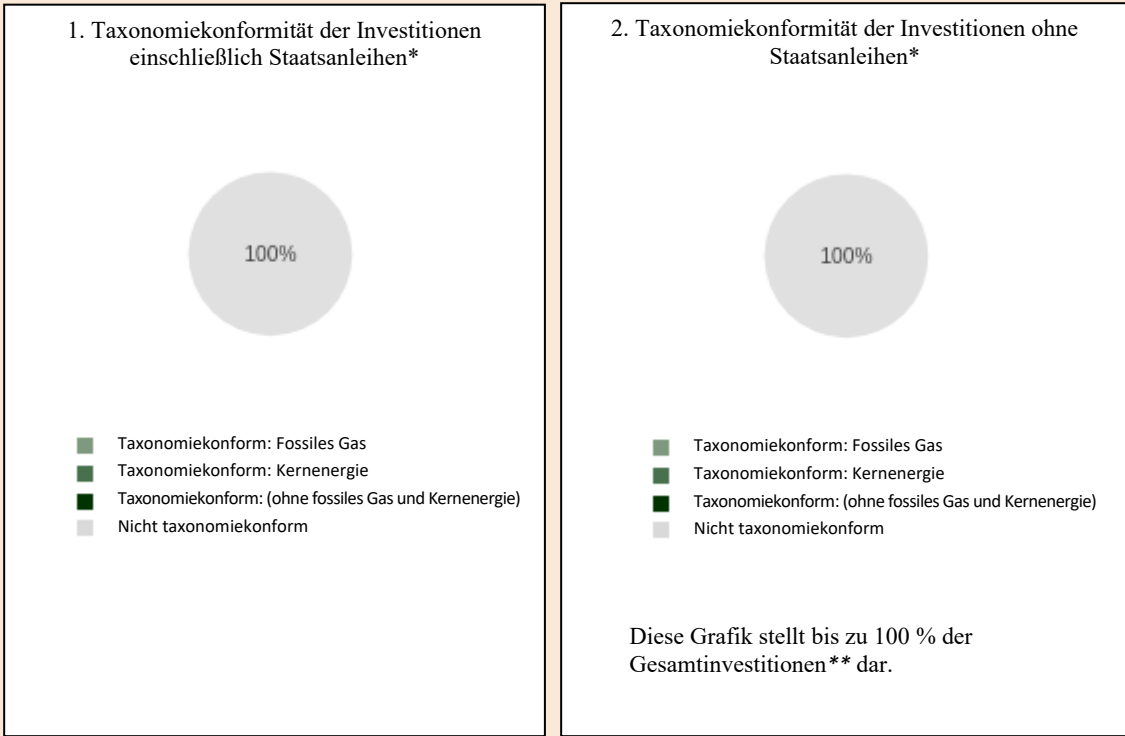 1. Taxonomiekonformität der Investitionen
einschließlich Staatsanleihen*
100%
Taxonomiekonform: Fossiles Gas
Taxonomiekonform: Kernenergie
Taxonomiekonform: (ohne fossiles Gas und Kernenergie)
Nicht taxonomiekonform
2. Taxonomiekonformität der Investitionen ohne
Staatsanleihen*
100%
Taxonomiekonform: Fossiles Gas
Taxonomiekonform: Kernenergie
Taxonomiekonform: (ohne fossiles Gas und Kernenergie)
Nicht taxonomiekonform
Diese Grafik stellt bis zu 100 % der
Gesamtinvestitionen** dar.